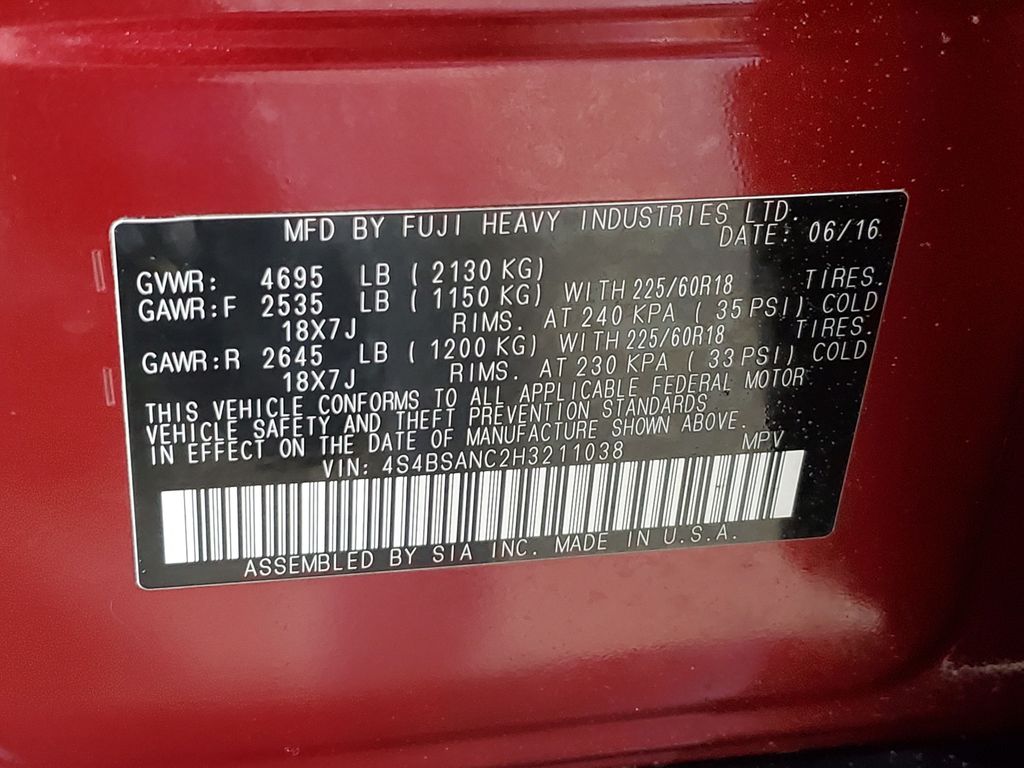 MFD BY FUJI HEAVY INDUSTRIES LTD.
DATE: 06/16
GVWR: 4695 LB ( 2130 KG)
GAWR:F 2535 LB ( 1150 KG) WITH 225/60R18 TIRES.
18X7J RIMS. AT 240 KPA ( 35 PSI) COLD
GAWR:R 2645 LB ( 1200 KG) WITH 225/60R18 TIRES.
18X7J RIMS. AT 230 KPA ( 33 PSI) COLD
THIS VEHICLE CONFORMS TO ALL APPLICABLE FEDERAL MOTOR
VEHICLE SAFETY AND THEFT PREVENTION STANDARDS
IN EFFECT ON THE DATE OF MANUFACTURE SHOWN ABOVE.
VIN: 4S4BSANC2H3211038 MPV
ASSEMBLED BY SIA INC. MADE IN U.S.A.